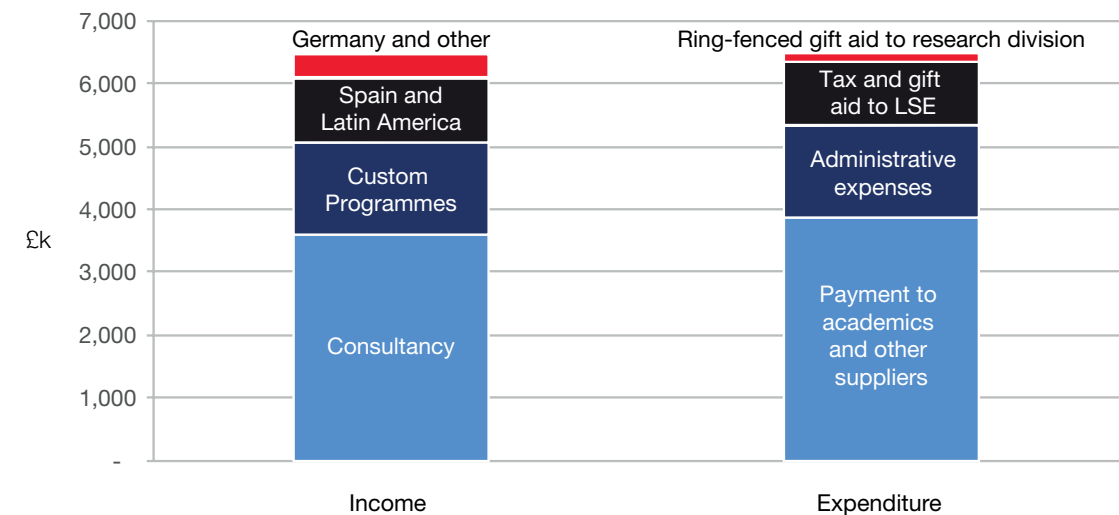 7,000
6,000
5,000
4,000
3,000
2,000
1,000
-
£k
Germany and other
Spain and
Latin America
Custom
Programmes
Consultancy
Ring-fenced gift aid to research division
Tax and gift
aid to LSE
Administrative
expenses
Payment to
academics
and other
suppliers
Income
Expenditure